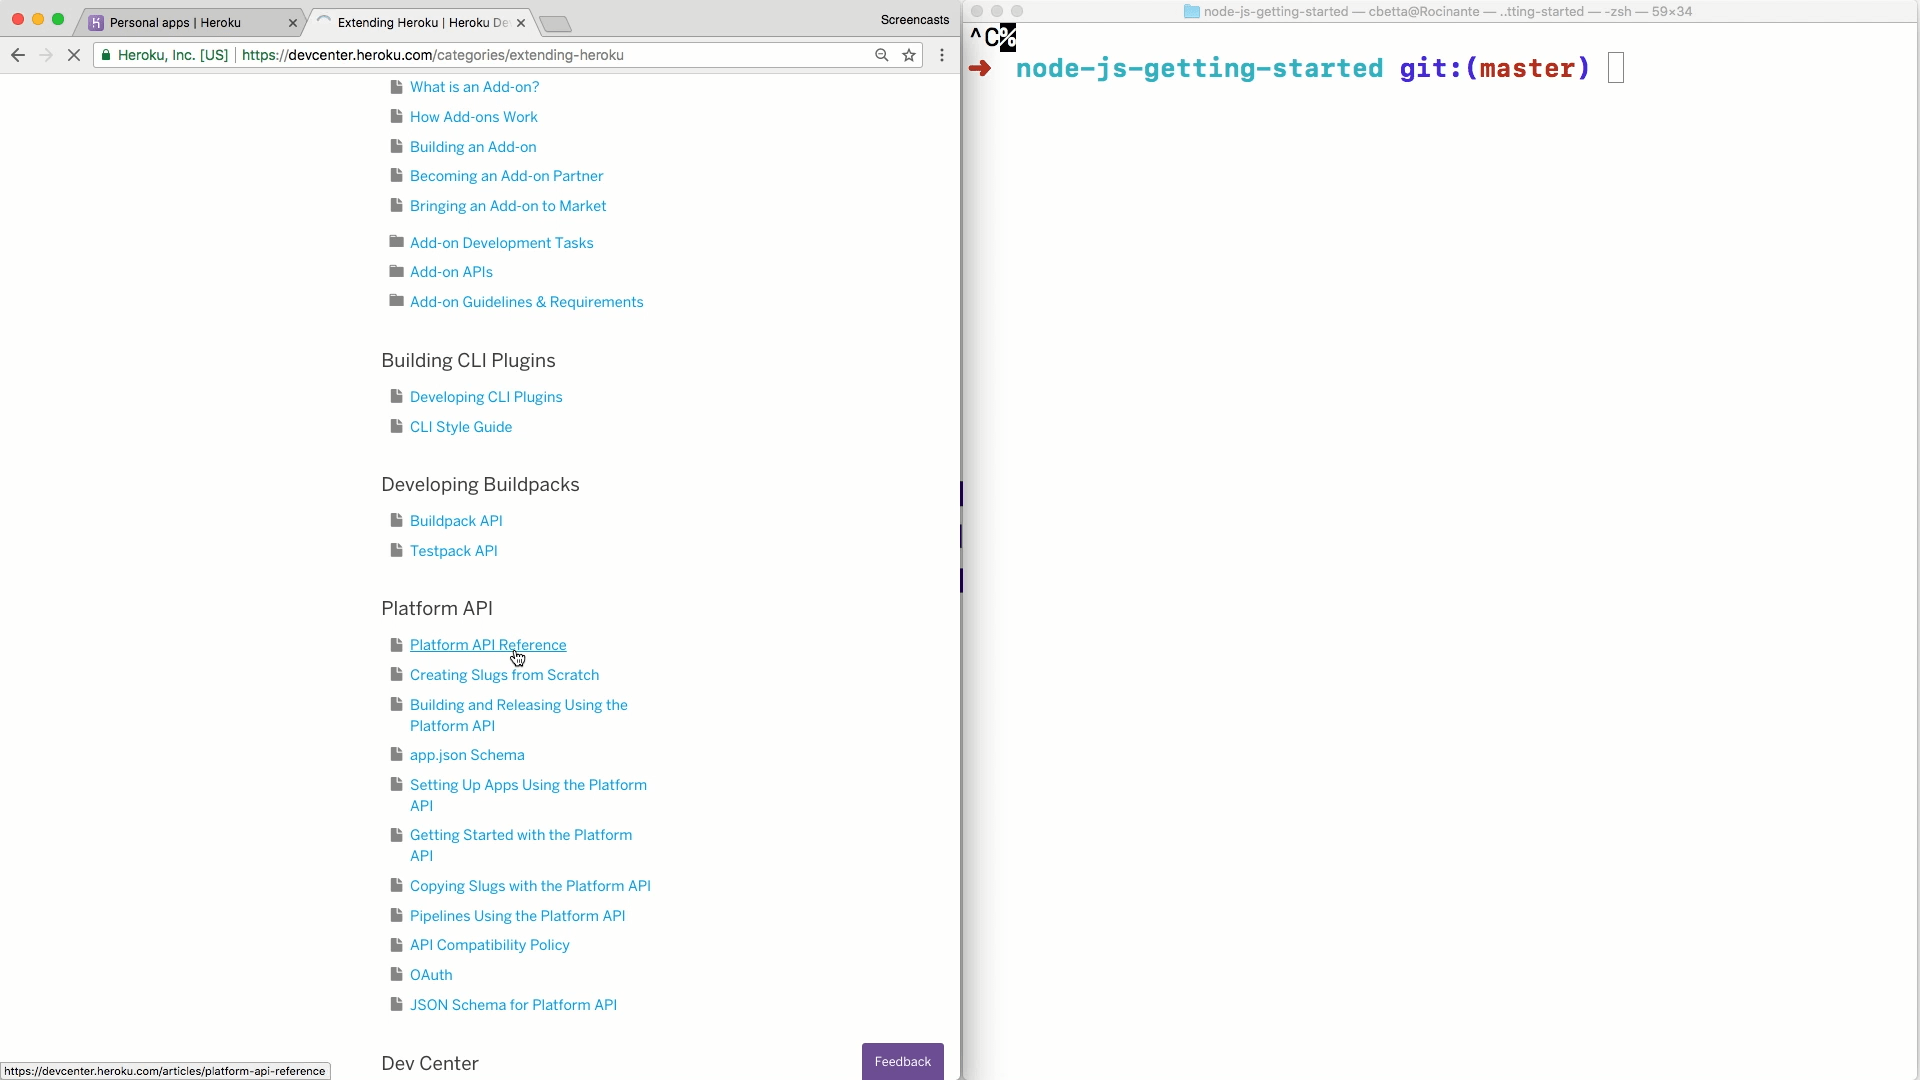 Personal apps | Heroku
Extending Heroku | Heroku De
Screencasts
Heroku, Inc. [US]
https://devcenter.heroku.com/categories/extending-heroku
What is an Add-on?
How Add-ons Work
Building an Add-on
Becoming an Add-on Partner
Bringing an Add-on to Market
Add-on Development Tasks
Add-on APIs
Add-on Guidelines & Requirements
Building CLI Plugins
Developing CLI Plugins
CLI Style Guide
Developing Buildpacks
Buildpack API
Testpack API
Platform API
Platform API Reference
Creating Slugs from Scratch
Building and Releasing Using the
Platform API
app.json Schema
Setting Up Apps Using the Platform
API
Getting Started with the Platform
API
Copying Slugs with the Platform API
Pipelines Using the Platform API
API Compatibility Policy
OAuth
JSON Schema for Platform API
Dev Center
Feedback
https://devcenter.heroku.com/articles/platform-api-reference
node-js-getting-started — cbetta@Rocinante — ..tting-started — -zsh — 59×34
^C%
➜ node-js-getting-started git:(master)